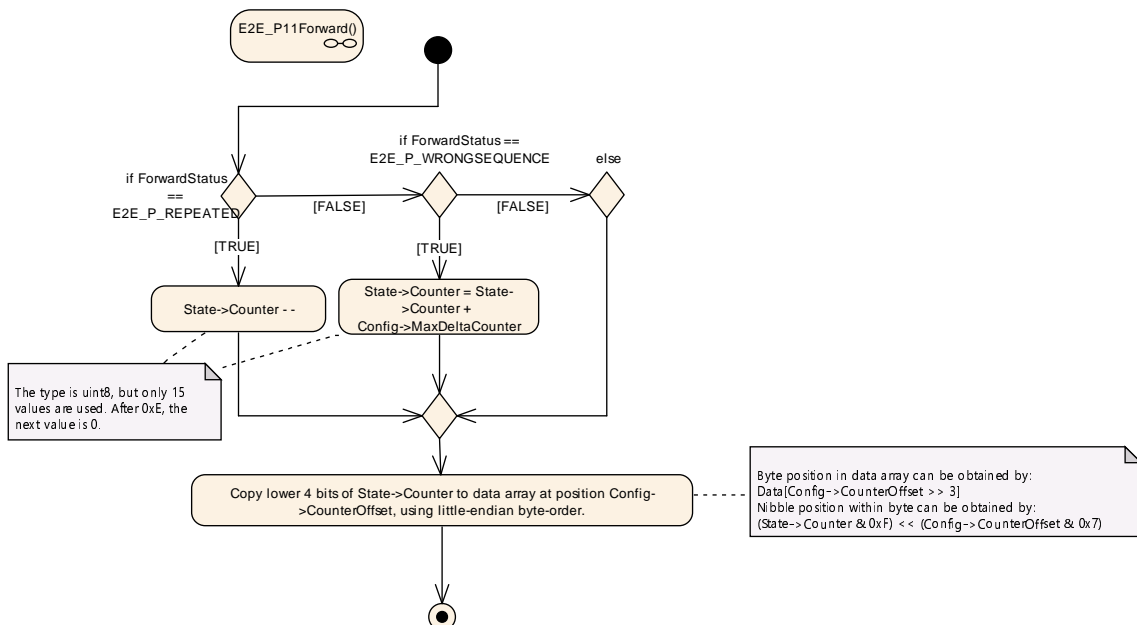 E2E_P11Forward()
if ForwardStatus ==
E2E_P_WRONGSEQUENCE
else
if ForwardStatus
==
E2E_P_REPEATED
[FALSE]
[FALSE]
[TRUE]
[TRUE]
State->Counter - -
State->Counter = State-
>Counter +
Config->MaxDeltaCounter
The type is uint8, but only 15
values are used. After 0xE, the
next value is 0.
Copy lower 4 bits of State->Counter to data array at position Config-
>CounterOffset, using little-endian byte-order.
Byte position in data array can be obtained by:
Data[Config->CounterOffset >> 3]
Nibble position within byte can be obtained by:
(State->Counter & 0xF) << (Config->CounterOffset & 0x7)